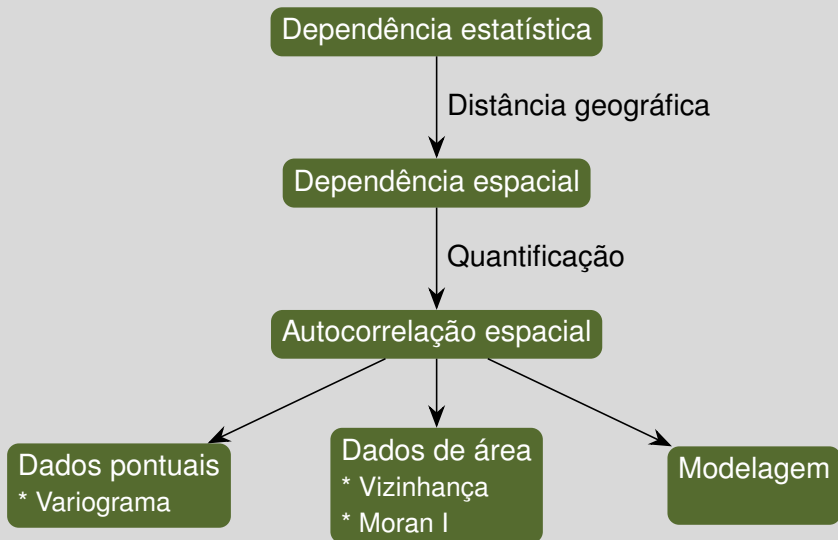 Dependência estatística
Distância geográfica
Dependência espacial
Quantificação
Autocorrelação espacial
Dados pontuais
* Variograma
Dados de área
* Vizinhança
* Moran I
Modelagem